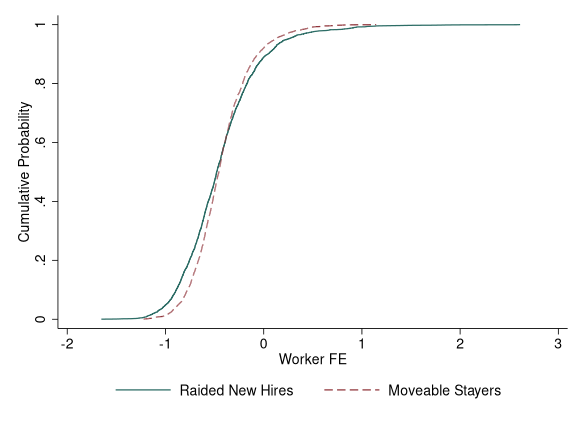 Cumulative Probability
1
.8
.6
.4
.2
0
-2 -1 0 1 2 3
Worker FE
Raided New Hires Moveable Stayers